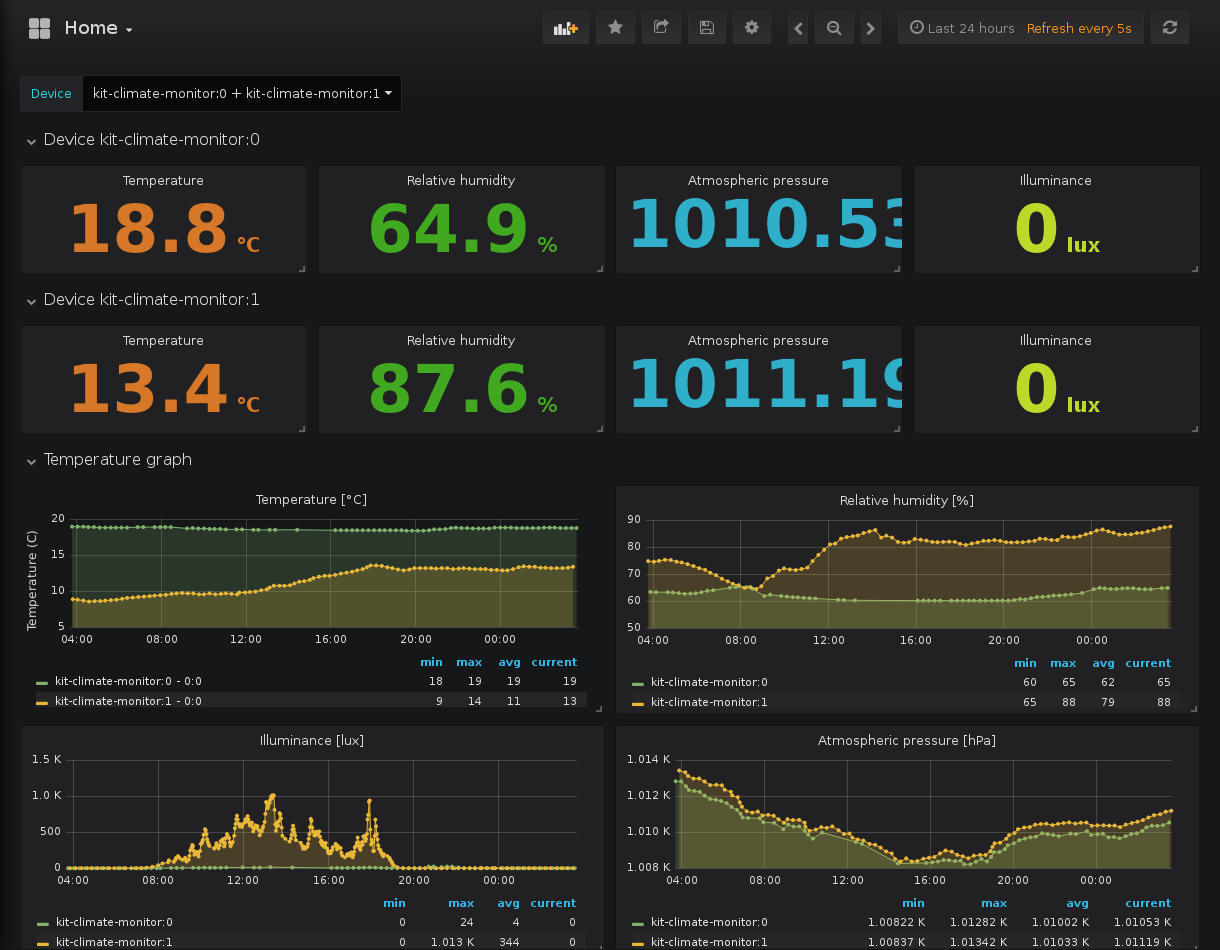 Home
Last 24 hours Refresh every 5s
Device kit-climate-monitor:0 + kit-climate-monitor:1
Device kit-climate-monitor:0
Temperature Relative humidity Atmospheric pressure Illuminance
18.8 °C 64.9 % 1010.53 0 lux
Device kit-climate-monitor:1
Temperature Relative humidity Atmospheric pressure Illuminance
13.4 °C 87.6 % 1011.19 0 lux
Temperature graph
Temperature [°C]
Temperature (C)
20
15
10
5
04:00 08:00 12:00 16:00 20:00 00:00
min max avg current
kit-climate-monitor:0 - 0:0 18 19 19 19
kit-climate-monitor:1 - 0:0 9 14 11 13
Relative humidity [%]
90
80
70
60
50
04:00 08:00 12:00 16:00 20:00 00:00
min max avg current
kit-climate-monitor:0 60 65 62 65
kit-climate-monitor:1 65 88 79 88
Illuminance [lux]
1.5 K
1.0 K
500
0
04:00 08:00 12:00 16:00 20:00 00:00
min max avg current
kit-climate-monitor:0 0 24 4 0
kit-climate-monitor:1 0 1.013 K 344 0
Atmospheric pressure [hPa]
1.014 K
1.012 K
1.010 K
1.008 K
04:00 08:00 12:00 16:00 20:00 00:00
min max avg current
kit-climate-monitor:0 1.00822 K 1.01282 K 1.01002 K 1.01053 K
kit-climate-monitor:1 1.00837 K 1.01342 K 1.01033 K 1.01119 K